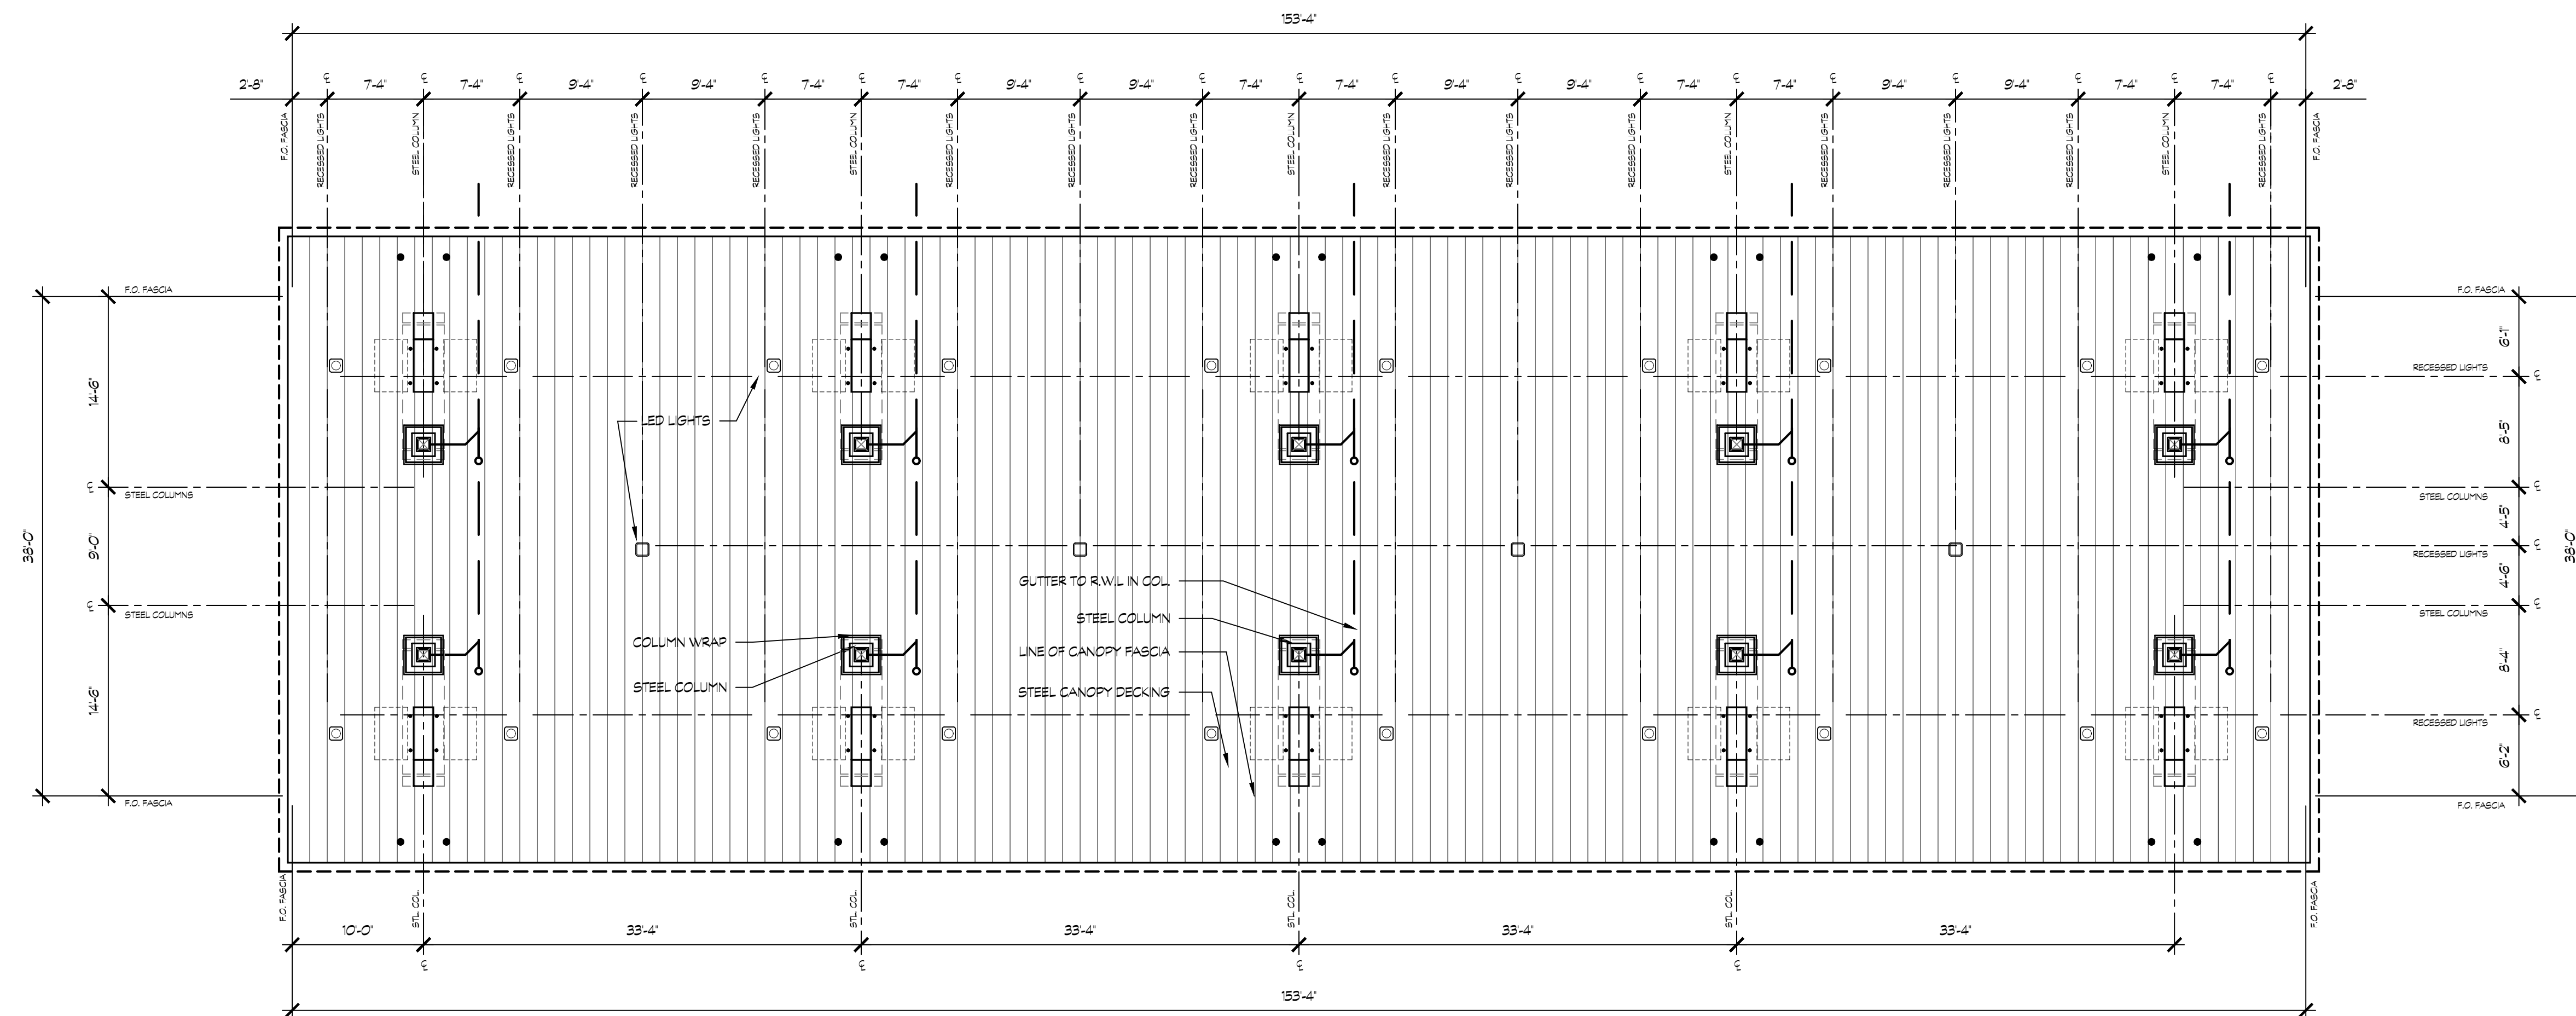 153'-4"
℄ ℄ ℄ ℄ ℄ ℄ ℄ ℄ ℄ ℄ ℄ ℄ ℄ ℄ ℄ ℄ ℄ ℄ ℄
2'-8" 7'-4" 7'-4" 9'-4" 9'-4" 7'-4" 7'-4" 9'-4" 9'-4" 7'-4" 7'-4" 9'-4" 9'-4" 7'-4" 7'-4" 9'-4" 9'-4" 7'-4" 7'-4" 2'-8"
F.O. FASCIA
RECESSED LIGHTS
STEEL COLUMN
RECESSED LIGHTS
RECESSED LIGHTS
RECESSED LIGHTS
STEEL COLUMN
RECESSED LIGHTS
RECESSED LIGHTS
RECESSED LIGHTS
STEEL COLUMN
RECESSED LIGHTS
RECESSED LIGHTS
RECESSED LIGHTS
STEEL COLUMN
RECESSED LIGHTS
RECESSED LIGHTS
RECESSED LIGHTS
STEEL COLUMN
RECESSED LIGHTS
F.O. FASCIA
F.O. FASCIA
14'-6"
℄
STEEL COLUMNS
38'-0"
9'-0"
℄
STEEL COLUMNS
14'-6"
F.O. FASCIA
LED LIGHTS
COLUMN WRAP
STEEL COLUMN
GUTTER TO R.W.L IN COL.
STEEL COLUMN
LINE OF CANOPY FASCIA
STEEL CANOPY DECKING
F.O. FASCIA
6'-1"
RECESSED LIGHTS
℄
8'-5"
STEEL COLUMNS
℄
4'-5"
RECESSED LIGHTS
℄
38'-0"
4'-6"
STEEL COLUMNS
℄
8'-4"
RECESSED LIGHTS
℄
6'-2"
F.O. FASCIA
F.O. FASCIA
STL. COL.
STL. COL.
STL. COL.
STL. COL.
F.O. FASCIA
10'-0" 33'-4" 33'-4" 33'-4" 33'-4"
℄ ℄ ℄ ℄
153'-4"